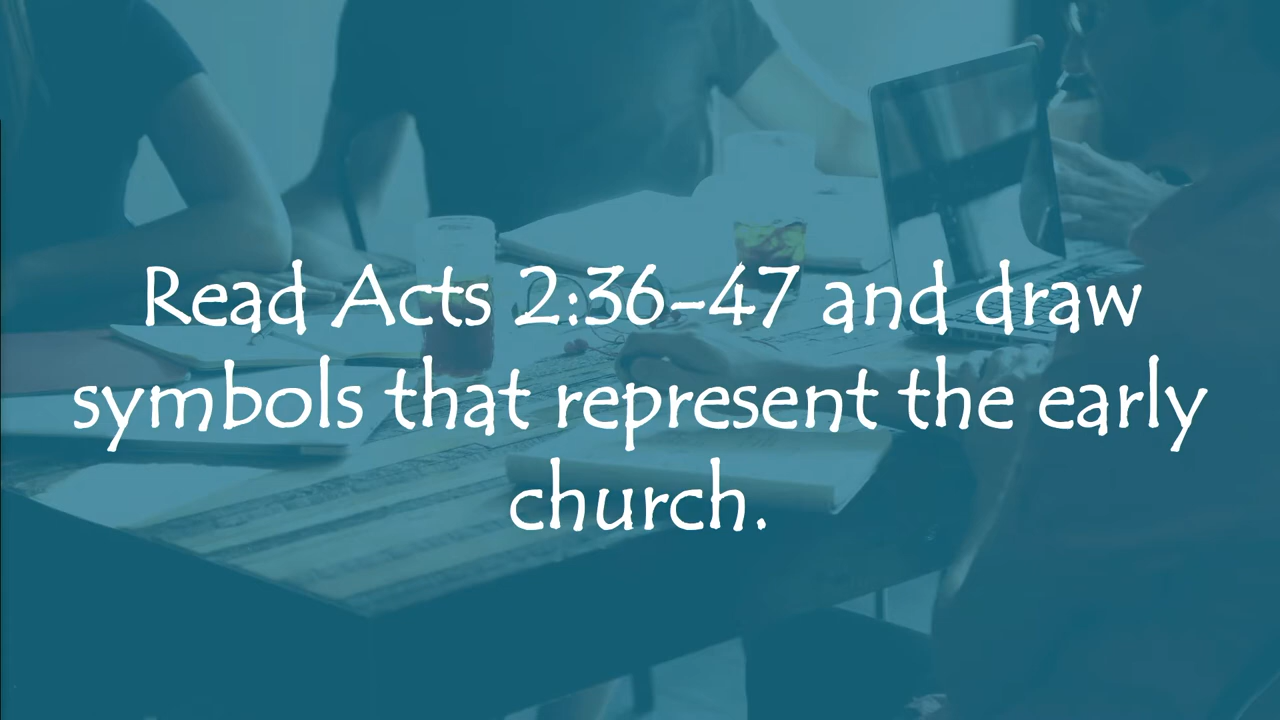 Read Acts 2:36–47 and draw
symbols that represent the early
church.